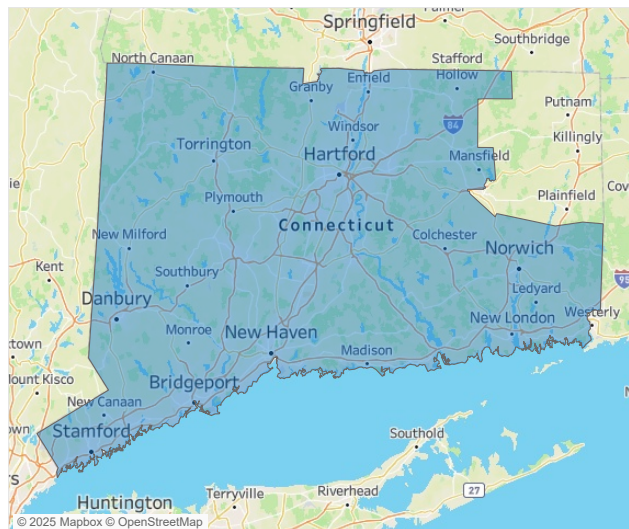 Palmer
Springfield
Southbridge
North Canaan
Stafford
Hollow
Enfield
Granby
Putnam
Windsor
84
Killingly
Torrington
Hartford
Mansfield
Plymouth
Plainfield
Connecticut
New Milford
Colchester
Norwich
Kent
Southbury
95
Danbury
Ledyard
New London
Westerly
Monroe
New Haven
Madison
Mount Kisco
Bridgeport
New Canaan
Stamford
Southold
Huntington
Terryville
Riverhead
27
© 2025 Mapbox © OpenStreetMap